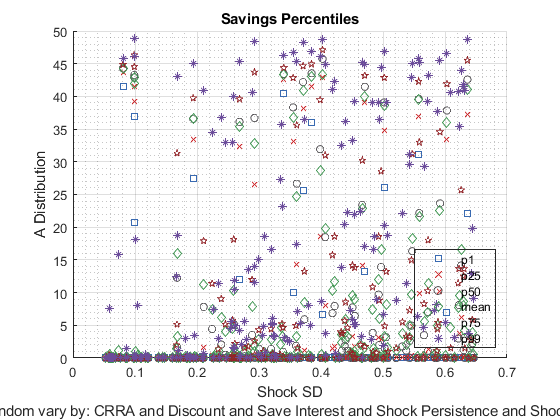 Savings Percentiles
50
45
40
35
30
25
20
15
10
5
0
A Distribution
p1
p25
p50
mean
p75
p99
0
0.1
0.2
0.3
0.4
0.5
0.6
0.7
Shock SD
ndom vary by: CRRA and Discount and Save Interest and Shock Persistence and Sho